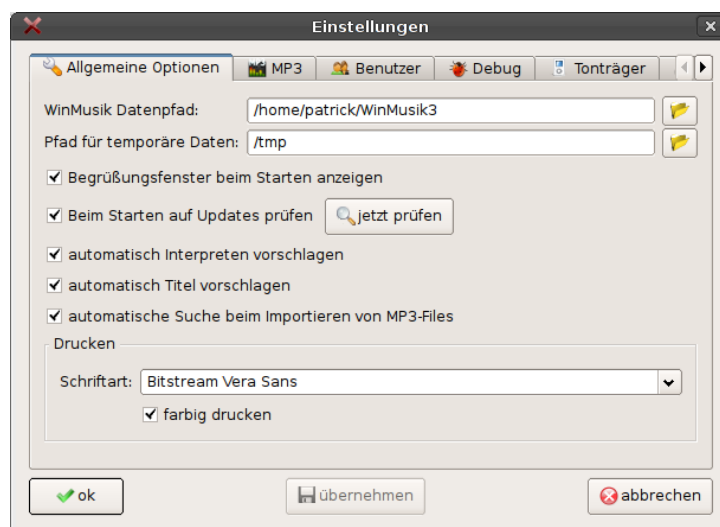 Einstellungen
Allgemeine Optionen MP3 Benutzer Debug Tonträger
WinMusik Datenpfad: /home/patrick/WinMusik3
Pfad für temporäre Daten: /tmp
Begrüßungsfenster beim Starten anzeigen
Beim Starten auf Updates prüfen jetzt prüfen
automatisch Interpreten vorschlagen
automatisch Titel vorschlagen
automatische Suche beim Importieren von MP3-Files
Drucken
Schriftart: Bitstream Vera Sans
farbig drucken
ok übernehmen abbrechen